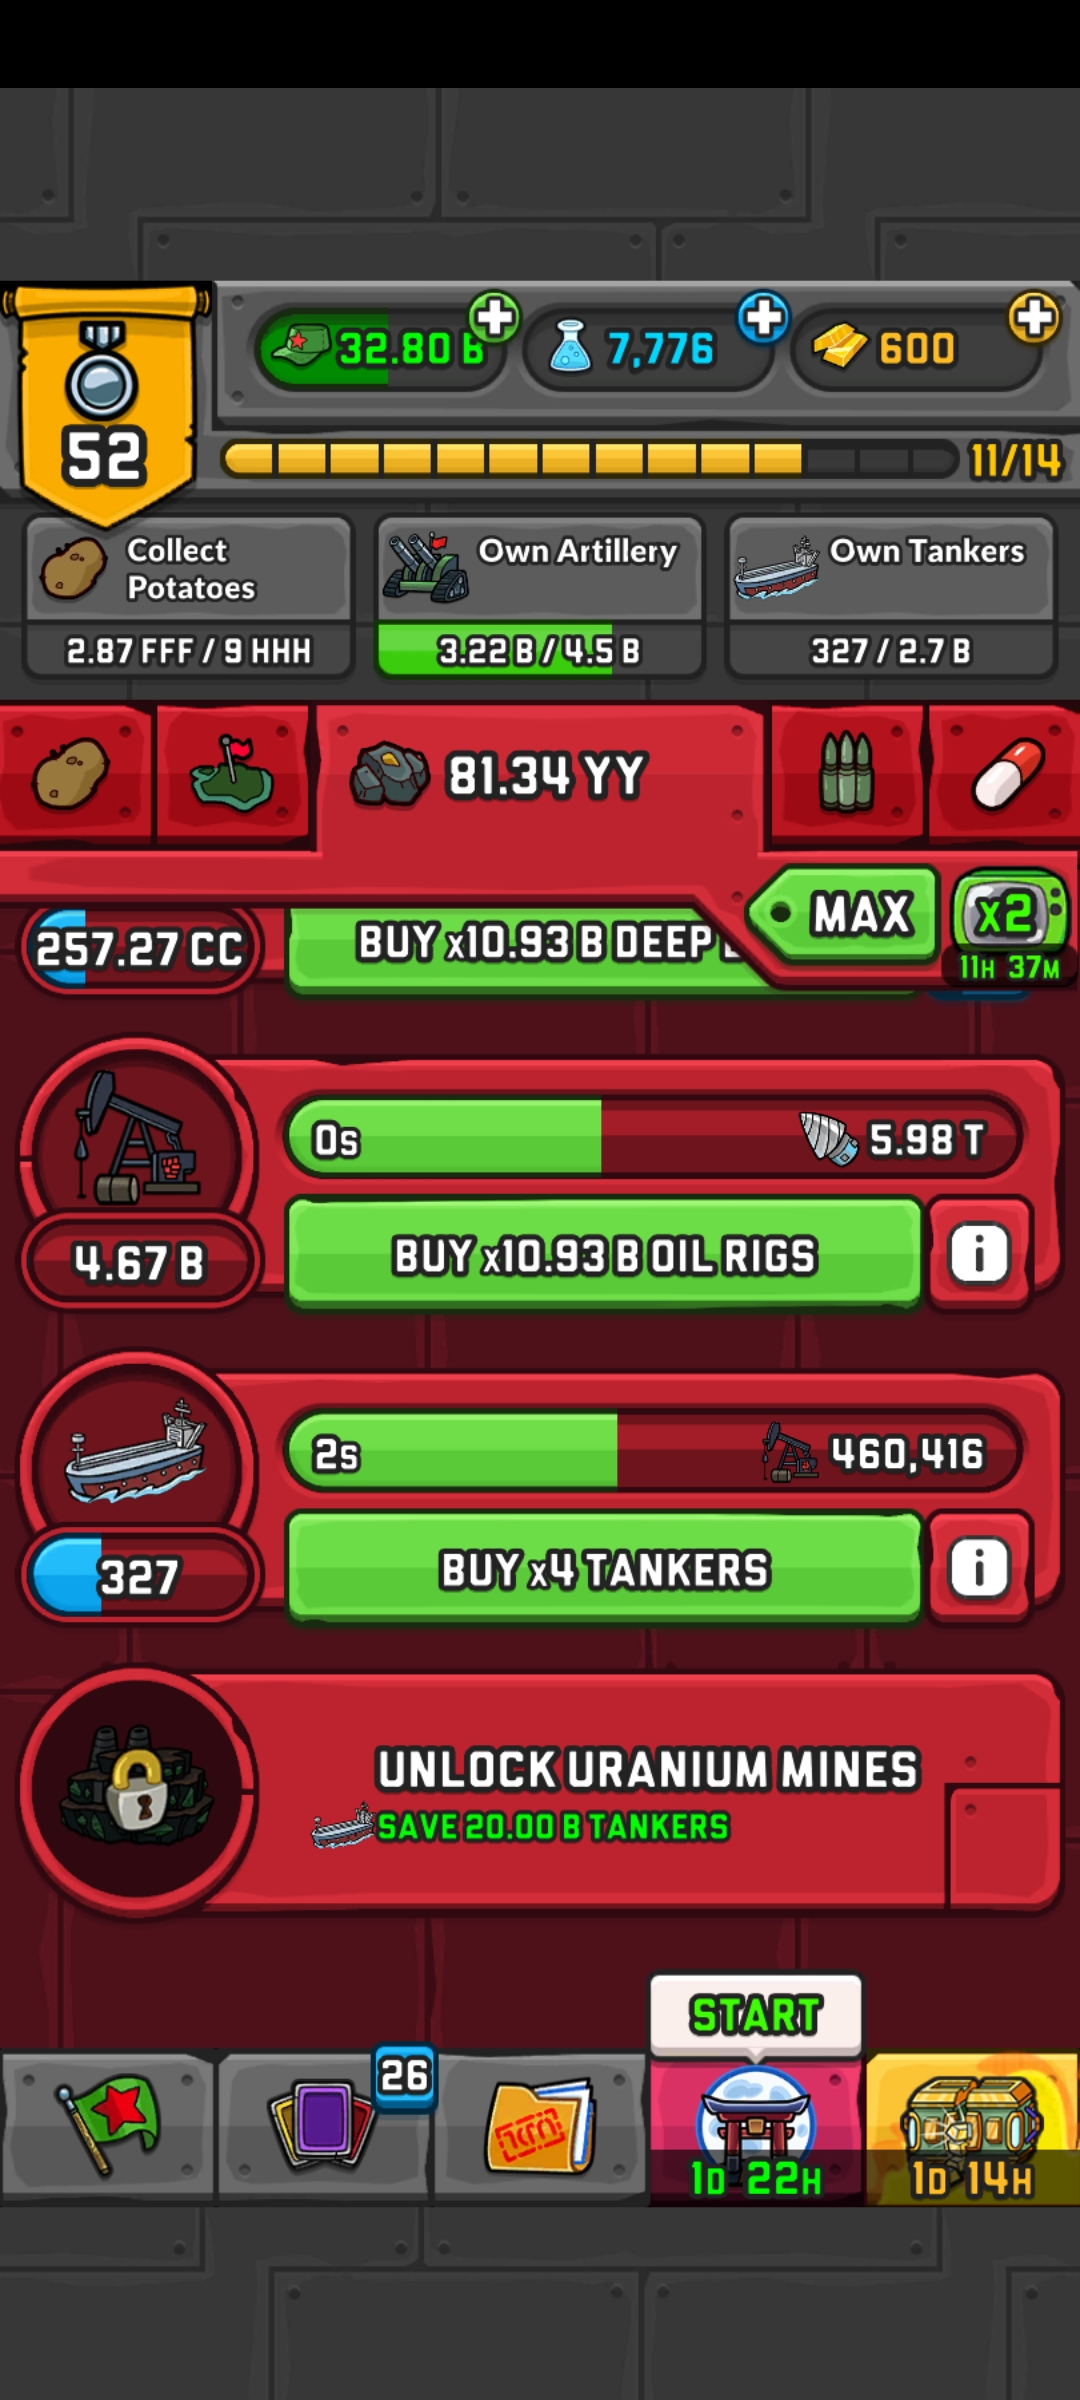 32.80 B
7,776
600
52
11/14
Collect
Potatoes
2.87 FFF / 9 HHH
Own Artillery
3.22 B / 4.5 B
Own Tankers
327 / 2.7 B
81.34 YY
MAX
x2
11H 37M
257.27 CC
BUY x10.93 B DEEP
0s
5.98 T
4.67 B
BUY x10.93 B OIL RIGS
i
2s
460,416
327
BUY x4 TANKERS
i
UNLOCK URANIUM MINES
SAVE 20.00 B TANKERS
START
26
1D 22H
1D 14H